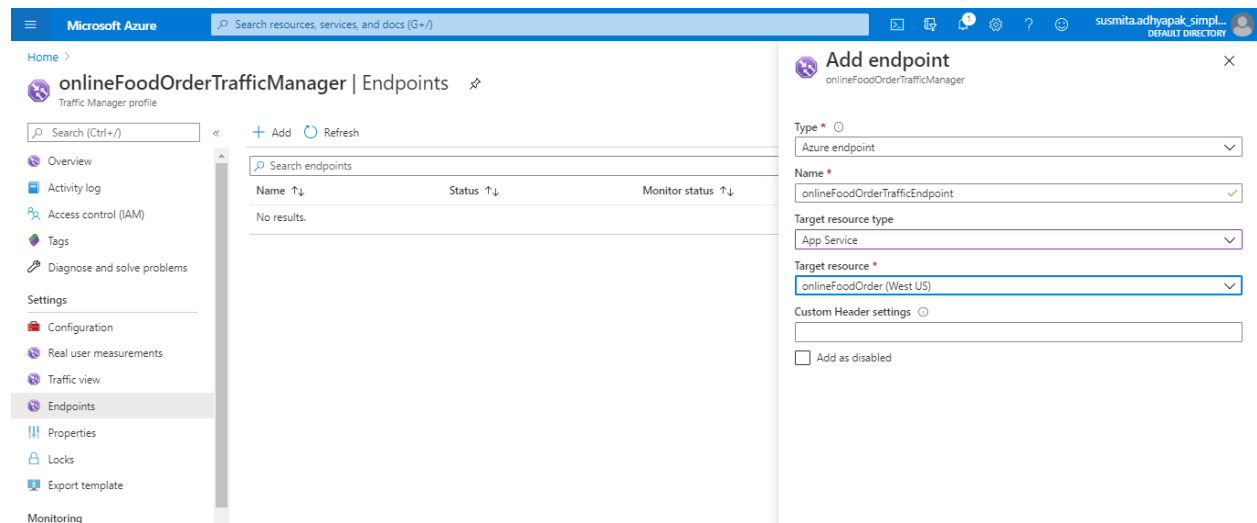 Microsoft Azure
Search resources, services, and docs (G+/)
1
susmita.adhyapak_simpl...
DEFAULT DIRECTORY
Home >
onlineFoodOrderTrafficManager | Endpoints
Traffic Manager profile
Search (Ctrl+/)
«
Overview
Activity log
Access control (IAM)
Tags
Diagnose and solve problems
Settings
Configuration
Real user measurements
Traffic view
Endpoints
Properties
Locks
Export template
Monitoring
+ Add Refresh
Search endpoints
Name ↑↓ Status ↑↓ Monitor status ↑↓
No results.
Add endpoint
onlineFoodOrderTrafficManager
Type *
Azure endpoint
Name *
onlineFoodOrderTrafficEndpoint
Target resource type
App Service
Target resource *
onlineFoodOrder (West US)
Custom Header settings
Add as disabled